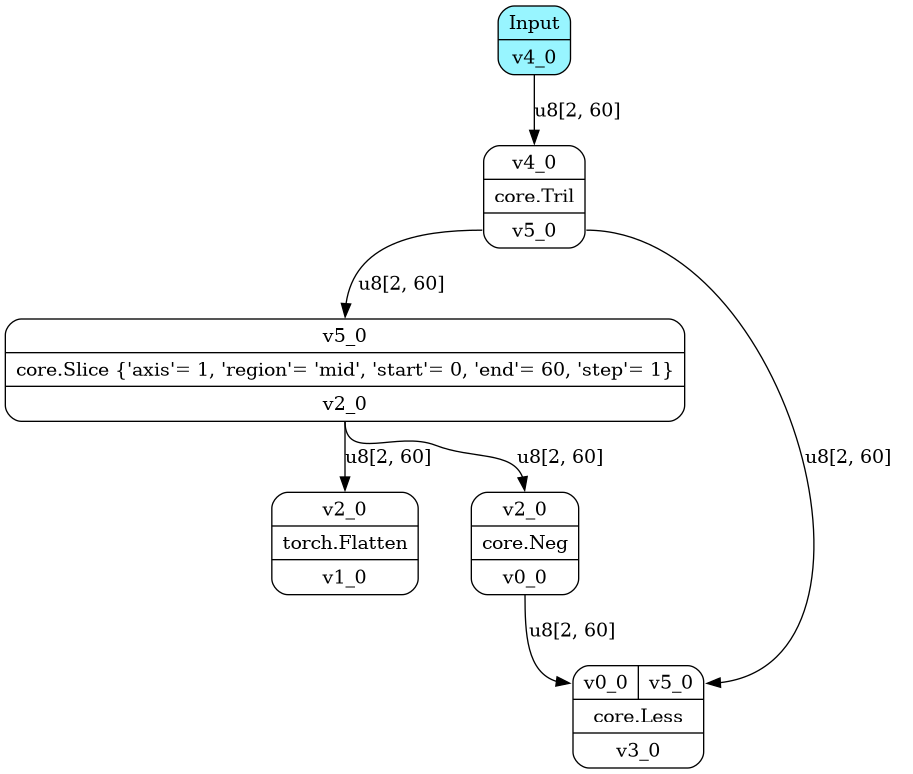 Input
v4_0
u8[2, 60]
v4_0
core.Tril
v5_0
u8[2, 60]
v5_0
core.Slice {'axis'= 1, 'region'= 'mid', 'start'= 0, 'end'= 60, 'step'= 1}
v2_0
u8[2, 60]
u8[2, 60]
u8[2, 60]
v2_0
torch.Flatten
v1_0
v2_0
core.Neg
v0_0
u8[2, 60]
v0_0 v5_0
core.Less
v3_0